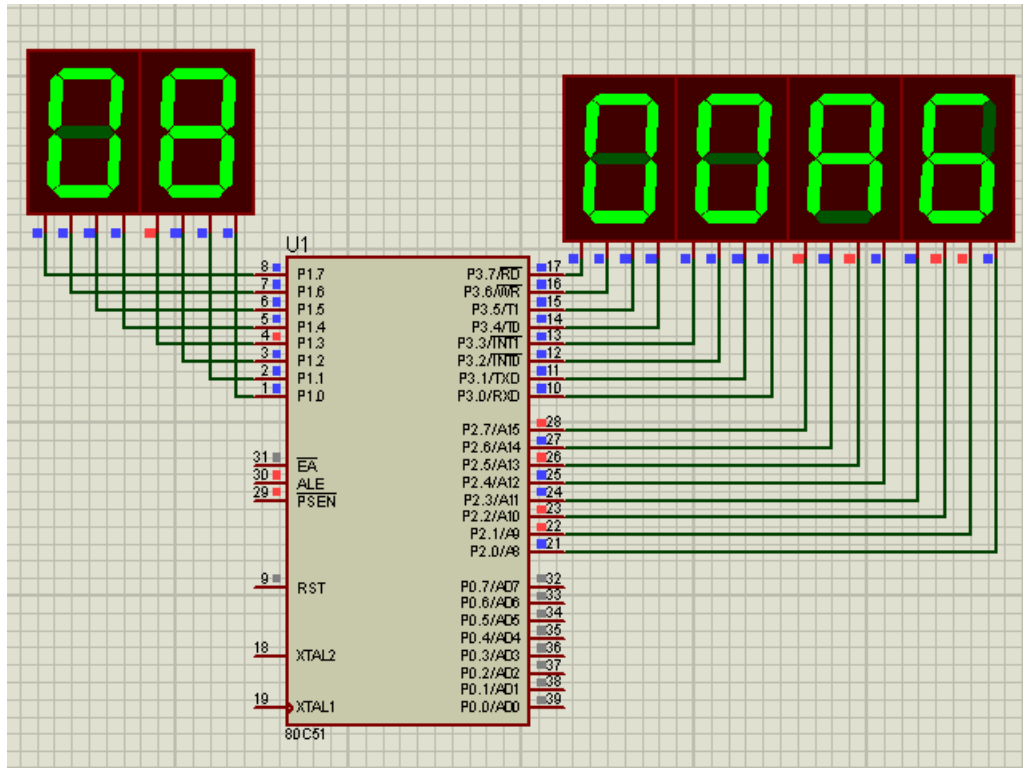 08
00A6
U1
8 P1.7
7 P1.6
6 P1.5
5 P1.4
4 P1.3
3 P1.2
2 P1.1
1 P1.0
31 EA
30 ALE
29 PSEN
9 RST
18 XTAL2
19 XTAL1
P3.7/RD 17
P3.6/WR 16
P3.5/T1 15
P3.4/T0 14
P3.3/INT1 13
P3.2/INT0 12
P3.1/TXD 11
P3.0/RXD 10
P2.7/A15 28
P2.6/A14 27
P2.5/A13 26
P2.4/A12 25
P2.3/A11 24
P2.2/A10 23
P2.1/A9 22
P2.0/A8 21
P0.7/AD7 32
P0.6/AD6 33
P0.5/AD5 34
P0.4/AD4 35
P0.3/AD3 36
P0.2/AD2 37
P0.1/AD1 38
P0.0/AD0 39
80C51